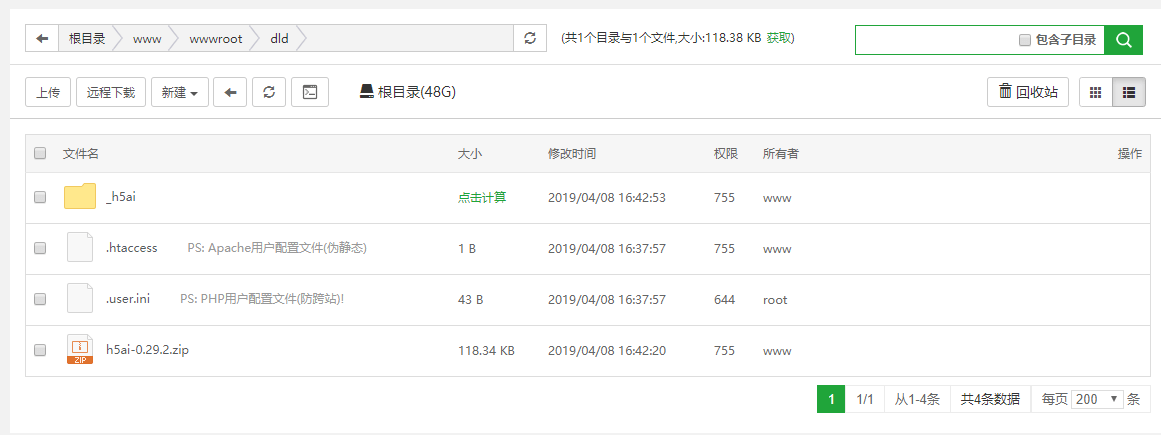 根目录 www wwwroot dld (共1个目录与1个文件,大小:118.38 KB 获取) 包含子目录
上传 远程下载 新建 根目录(48G) 回收站
文件名 大小 修改时间 权限 所有者 操作
_h5ai 点击计算 2019/04/08 16:42:53 755 www
.htaccess PS: Apache用户配置文件(伪静态) 1 B 2019/04/08 16:37:57 755 www
.user.ini PS: PHP用户配置文件(防跨站)! 43 B 2019/04/08 16:37:57 644 root
ZIP h5ai-0.29.2.zip 118.34 KB 2019/04/08 16:42:20 755 www
1 1/1 从1-4条 共4条数据 每页 200 条